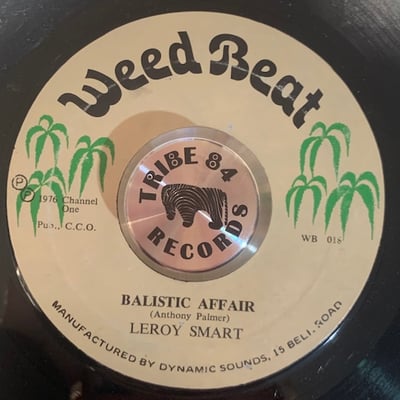 Weed Beat
TRIBE 84
RECORDS
Ⓟ 1976 Channel
© One
Pub. C.C.O.
WB 018
BALISTIC AFFAIR
(Anthony Palmer)
LEROY SMART
MANUFACTURED BY DYNAMIC SOUNDS, 15 BELL ROAD